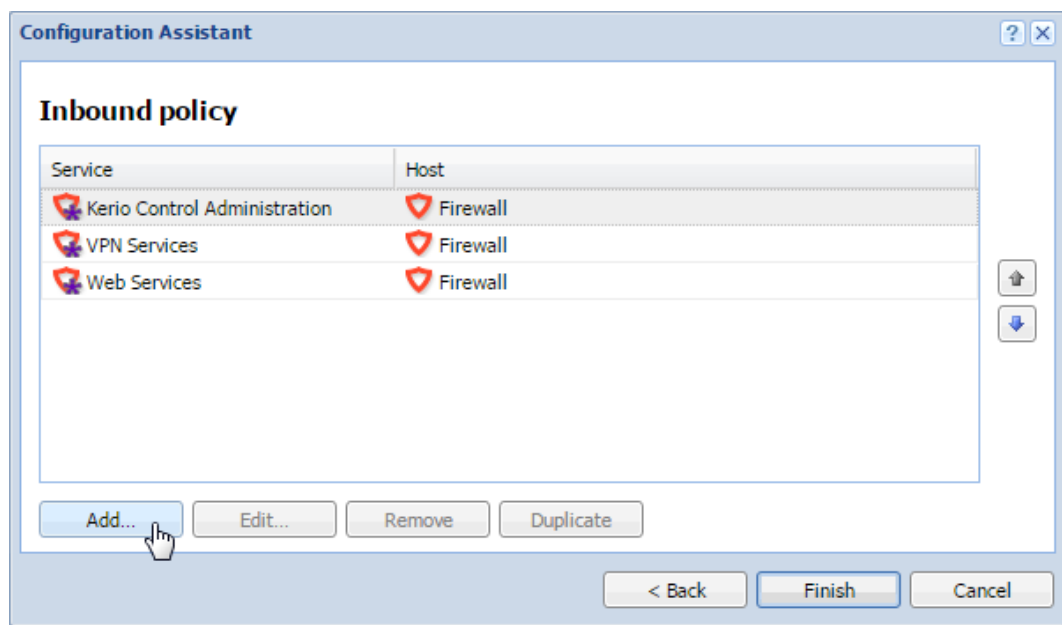 Configuration Assistant
?
Inbound policy
Service Host
Kerio Control Administration Firewall
VPN Services Firewall
Web Services Firewall
Add... Edit... Remove Duplicate
< Back Finish Cancel